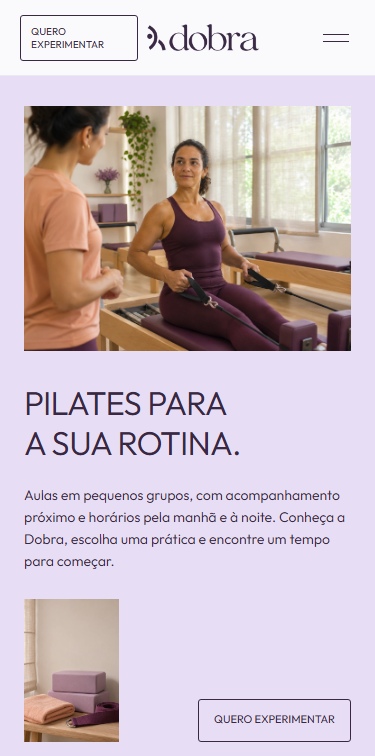 QUERO
EXPERIMENTAR
dobra
PILATES PARA
A SUA ROTINA.
Aulas em pequenos grupos, com acompanhamento
próximo e horários pela manhã e à noite. Conheça a
Dobra, escolha uma prática e encontre um tempo
para começar.
QUERO EXPERIMENTAR